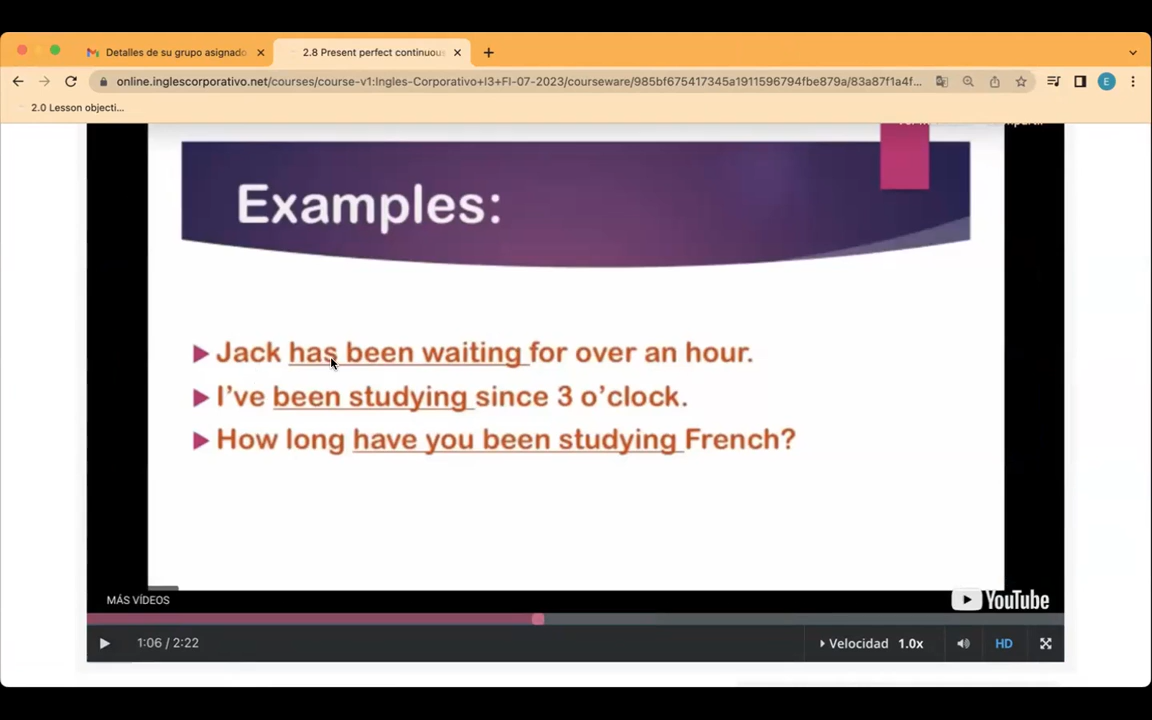 Detalles de su grupo asignado
2.8 Present perfect continuou
online.inglescorporativo.net/courses/course-v1:Ingles-Corporativo+I3+FI-07-2023/courseware/985bf675417345a1911596794fbe879a/83a87f1a4f...
E
2.0 Lesson objecti...
Examples:
Jack has been waiting for over an hour.
I've been studying since 3 o'clock.
How long have you been studying French?
MÁS VÍDEOS
YouTube
1:06 / 2:22
Velocidad 1.0x
HD